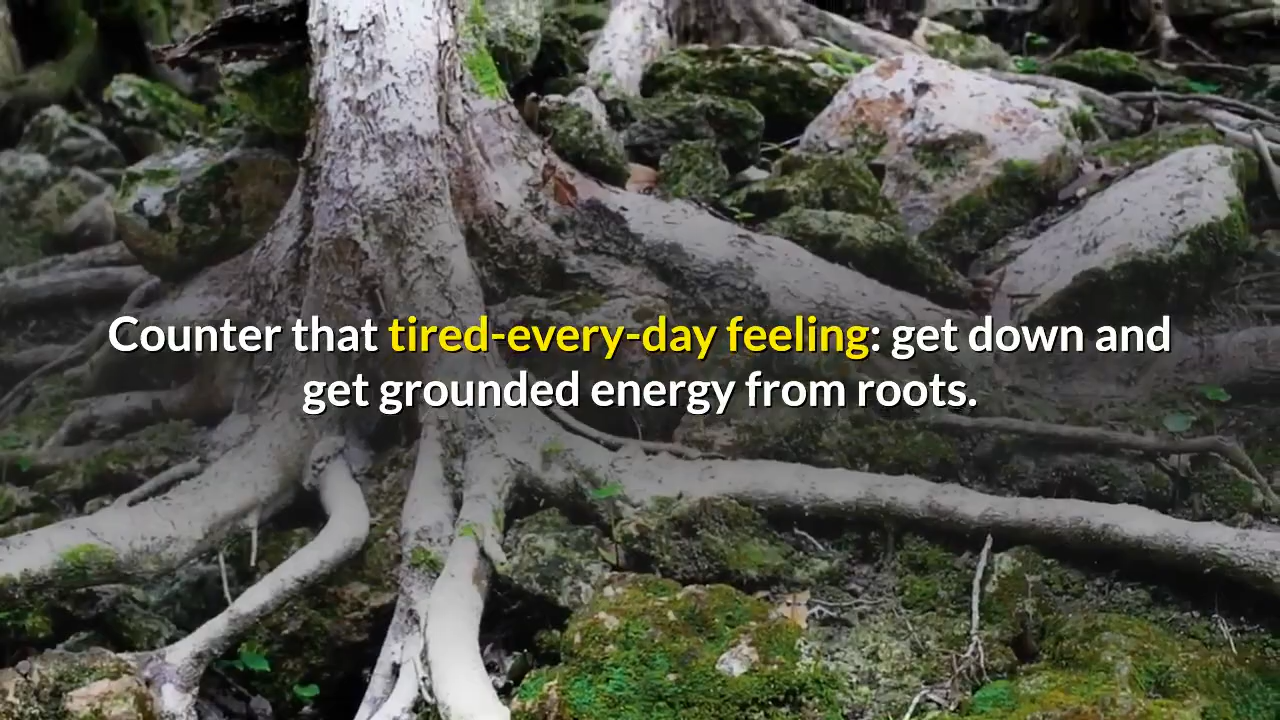 Counter that tired-every-day feeling: get down and
get grounded energy from roots.